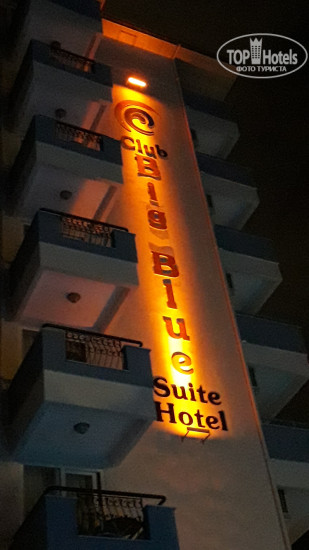 TOP Hotels
ФОТО ТУРИСТА
Club
Big Blue
Suite
Hotel